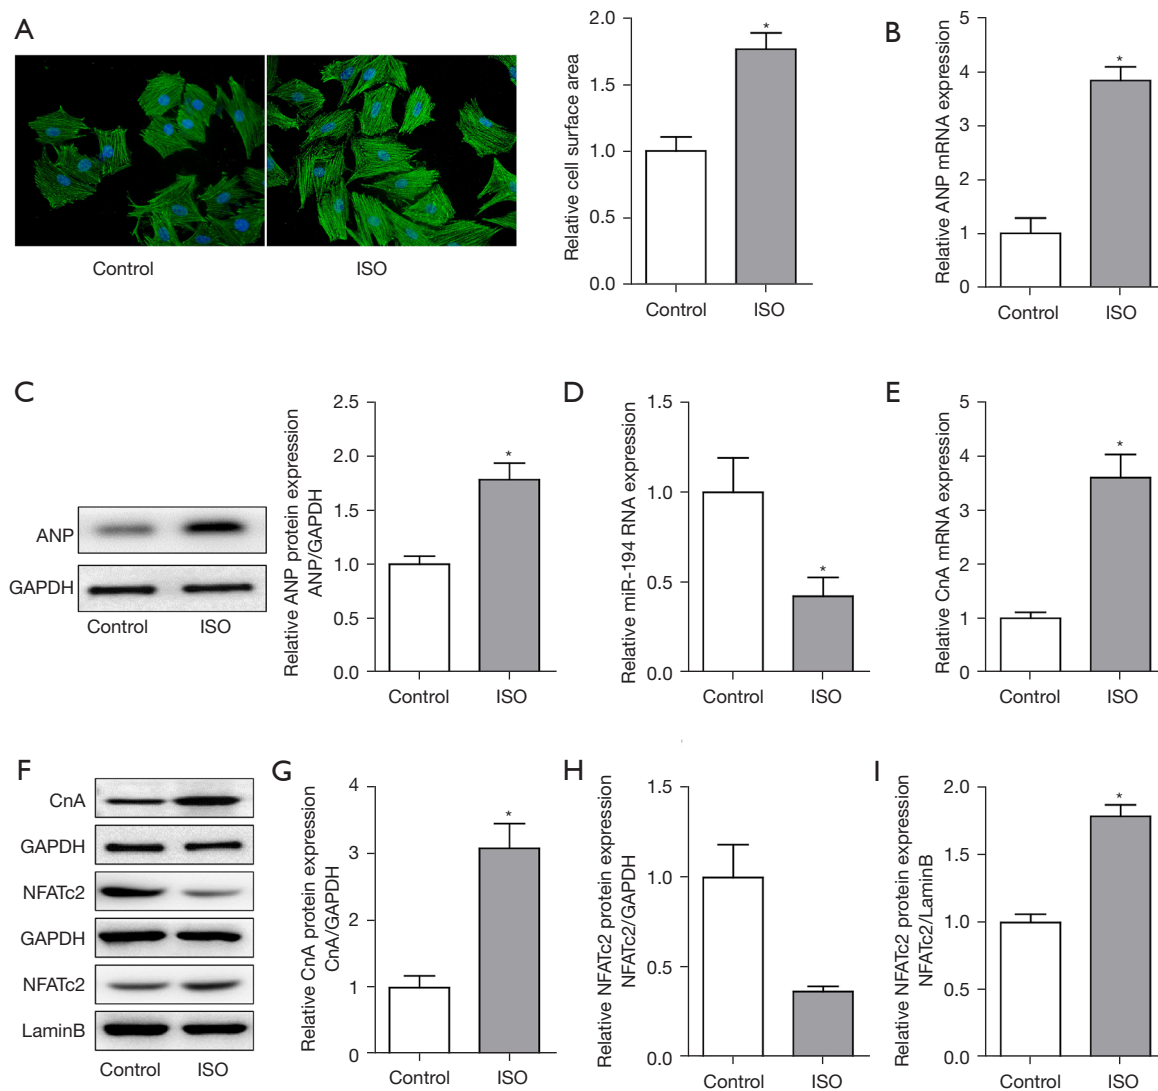 A
Control
ISO
Relative cell surface area
2.0
1.5
1.0
0.5
0.0
*
Control
ISO
B
Relative ANP mRNA expression
5
4
3
2
1
0
*
Control
ISO
C
ANP
GAPDH
Control
ISO
Relative ANP protein expression
ANP/GAPDH
2.5
2.0
1.5
1.0
0.5
0.0
*
Control
ISO
D
Relative miR-194 RNA expression
1.5
1.0
0.5
0.0
*
Control
ISO
E
Relative CnA mRNA expression
5
4
3
2
1
0
*
Control
ISO
F
CnA
GAPDH
NFATc2
GAPDH
NFATc2
LaminB
Control
ISO
G
Relative CnA protein expression
CnA/GAPDH
4
3
2
1
0
*
Control
ISO
H
Relative NFATc2 protein expression
NFATc2/GAPDH
1.5
1.0
0.5
0.0
Control
ISO
I
Relative NFATc2 protein expression
NFATc2/LaminB
2.0
1.5
1.0
0.5
0.0
*
Control
ISO